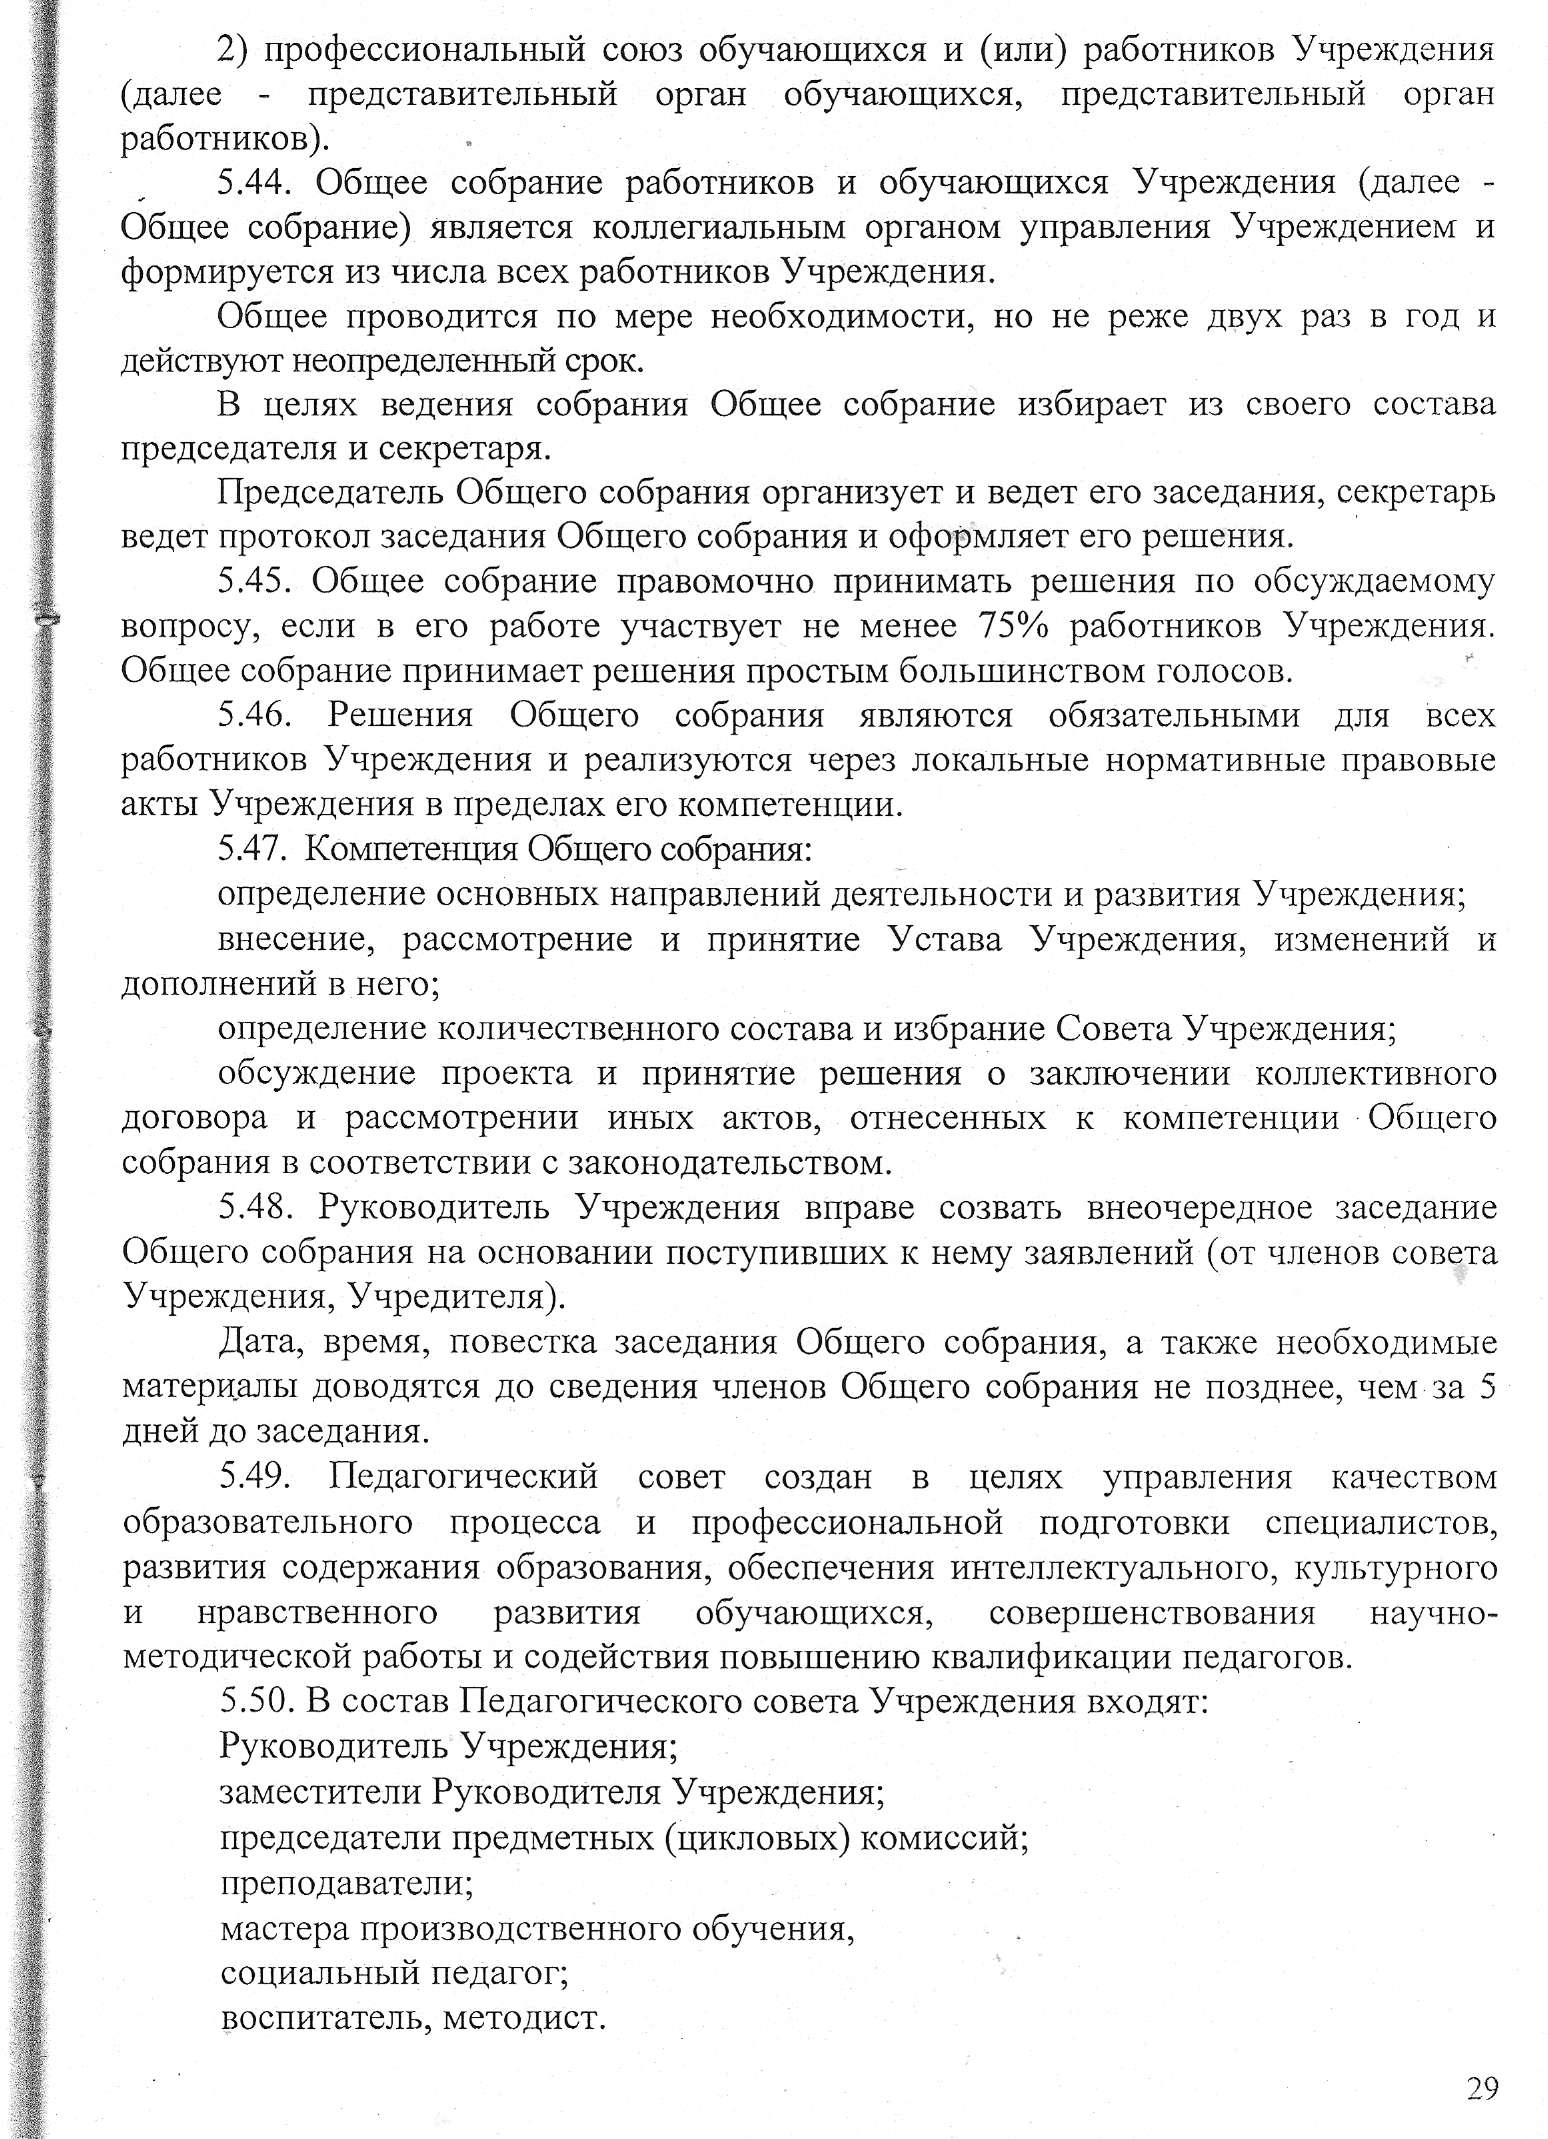 2) профессиональный союз обучающихся и (или) работников Учреждения
(далее - представительный орган обучающихся, представительный орган
работников).
5.44. Общее собрание работников и обучающихся Учреждения (далее -
Общее собрание) является коллегиальным органом управления Учреждением и
формируется из числа всех работников Учреждения.
Общее проводится по мере необходимости, но не реже двух раз в год и
действуют неопределенный срок.
В целях ведения собрания Общее собрание избирает из своего состава
председателя и секретаря.
Председатель Общего собрания организует и ведет его заседания, секретарь
ведет протокол заседания Общего собрания и оформляет его решения.
5.45. Общее собрание правомочно принимать решения по обсуждаемому
вопросу, если в его работе участвует не менее 75% работников Учреждения.
Общее собрание принимает решения простым большинством голосов.
5.46. Решения Общего собрания являются обязательными для всех
работников Учреждения и реализуются через локальные нормативные правовые
акты Учреждения в пределах его компетенции.
5.47. Компетенция Общего собрания:
определение основных направлений деятельности и развития Учреждения;
внесение, рассмотрение и принятие Устава Учреждения, изменений и
дополнений в него;
определение количественного состава и избрание Совета Учреждения;
обсуждение проекта и принятие решения о заключении коллективного
договора и рассмотрении иных актов, отнесенных к компетенции Общего
собрания в соответствии с законодательством.
5.48. Руководитель Учреждения вправе созвать внеочередное заседание
Общего собрания на основании поступивших к нему заявлений (от членов совета
Учреждения, Учредителя).
Дата, время, повестка заседания Общего собрания, а также необходимые
материалы доводятся до сведения членов Общего собрания не позднее, чем за 5
дней до заседания.
5.49. Педагогический совет создан в целях управления качеством
образовательного процесса и профессиональной подготовки специалистов,
развития содержания образования, обеспечения интеллектуального, культурного
и нравственного развития обучающихся, совершенствования научно-
методической работы и содействия повышению квалификации педагогов.
5.50. В состав Педагогического совета Учреждения входят:
Руководитель Учреждения;
заместители Руководителя Учреждения;
председатели предметных (цикловых) комиссий;
преподаватели;
мастера производственного обучения,
социальный педагог;
воспитатель, методист.
29